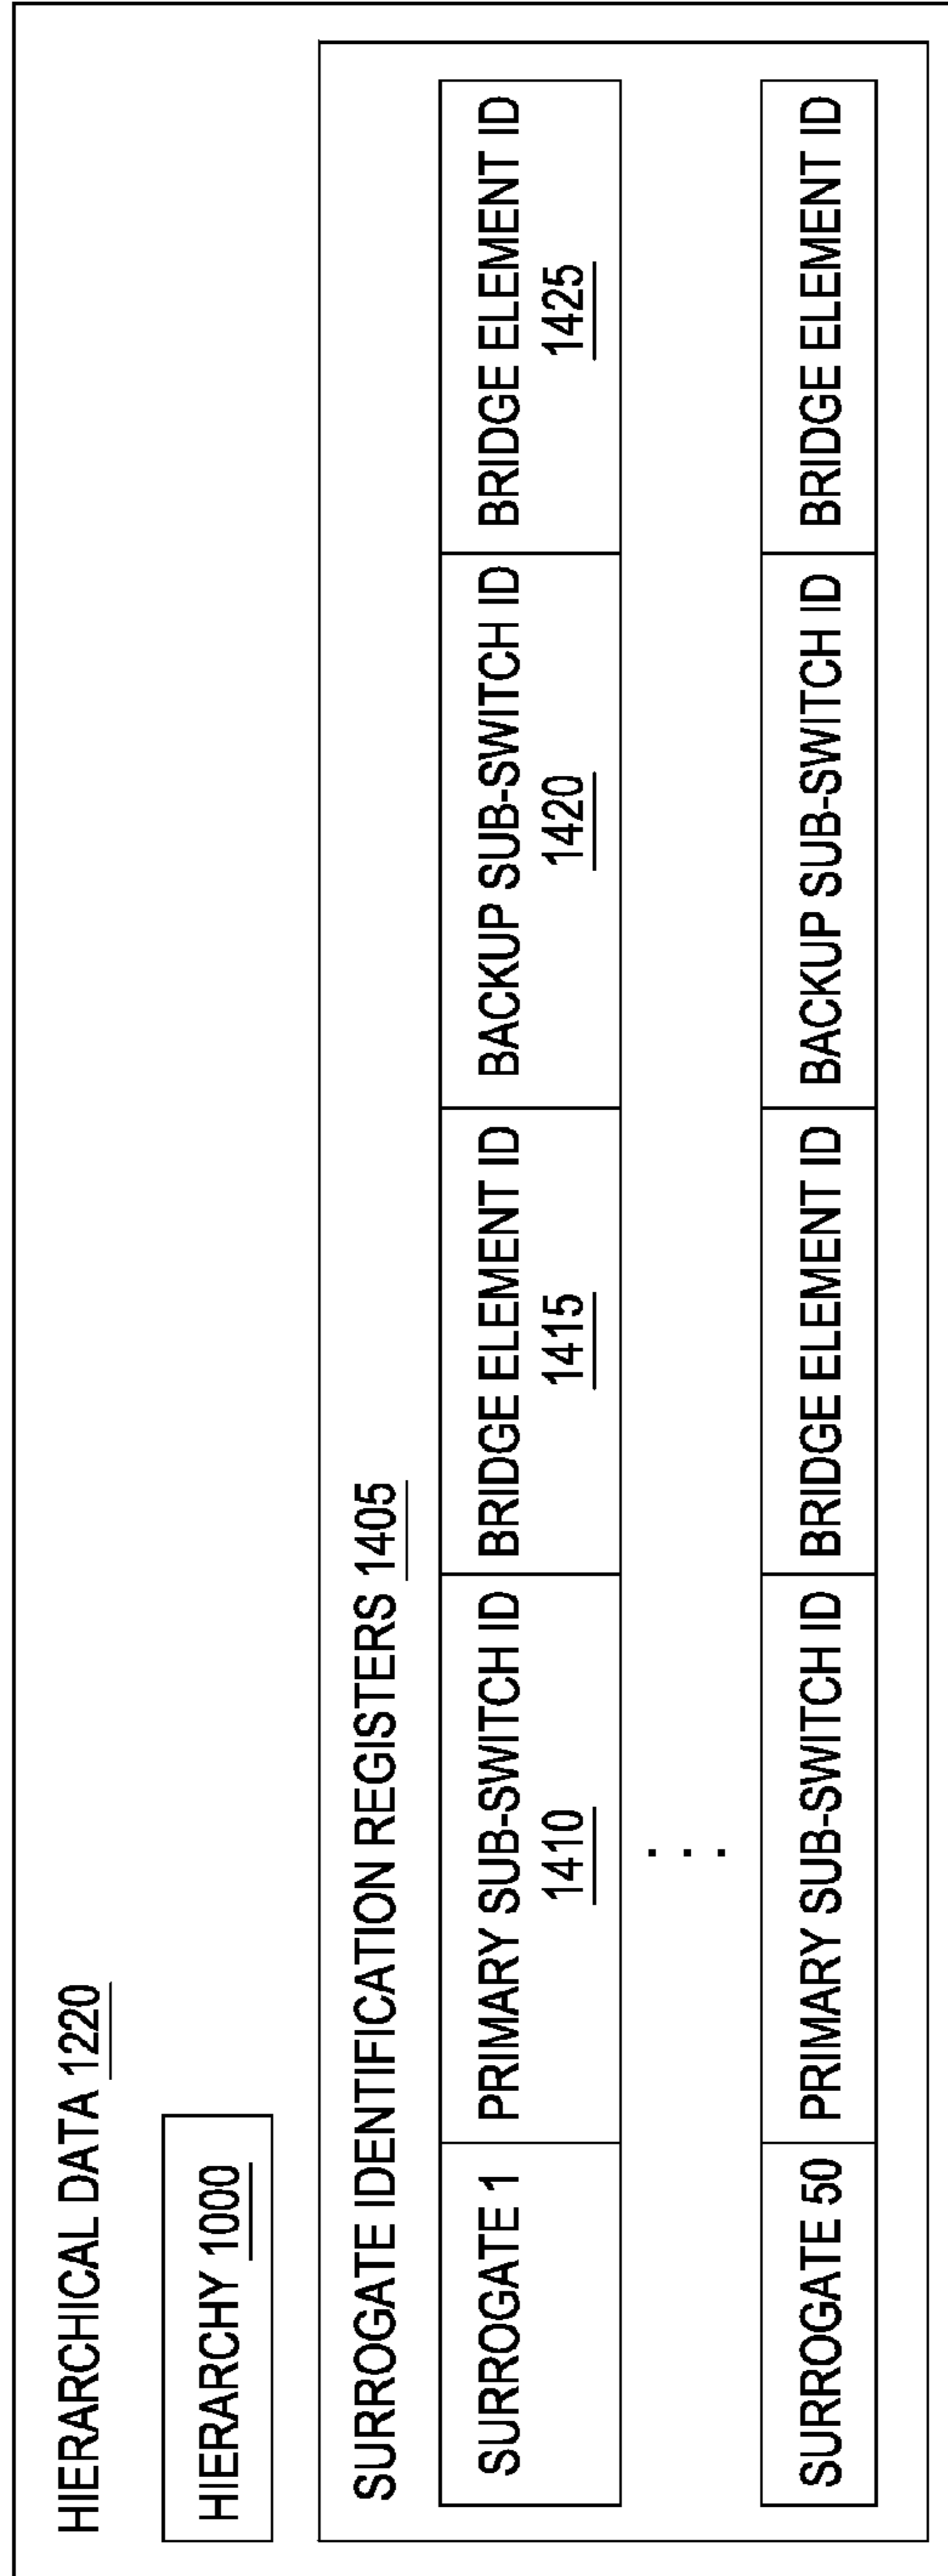 HIERARCHICAL DATA 1220
HIERARCHY 1000
SURROGATE IDENTIFICATION REGISTERS 1405
SURROGATE 1 PRIMARY SUB-SWITCH ID BRIDGE ELEMENT ID BACKUP SUB-SWITCH ID BRIDGE ELEMENT ID
1410 1415 1420 1425
. . .
SURROGATE 50 PRIMARY SUB-SWITCH ID BRIDGE ELEMENT ID BACKUP SUB-SWITCH ID BRIDGE ELEMENT ID